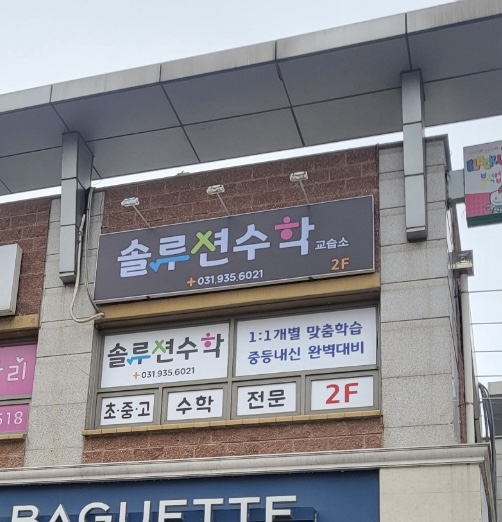 솔루션수학 교습소
+031.935.6021
2F
솔루션수학
+031.935.6021
1:1개별 맞춤학습
중등내신 완벽대비
초·중·고 수학 전문 2F
리
518
BAGUETTE